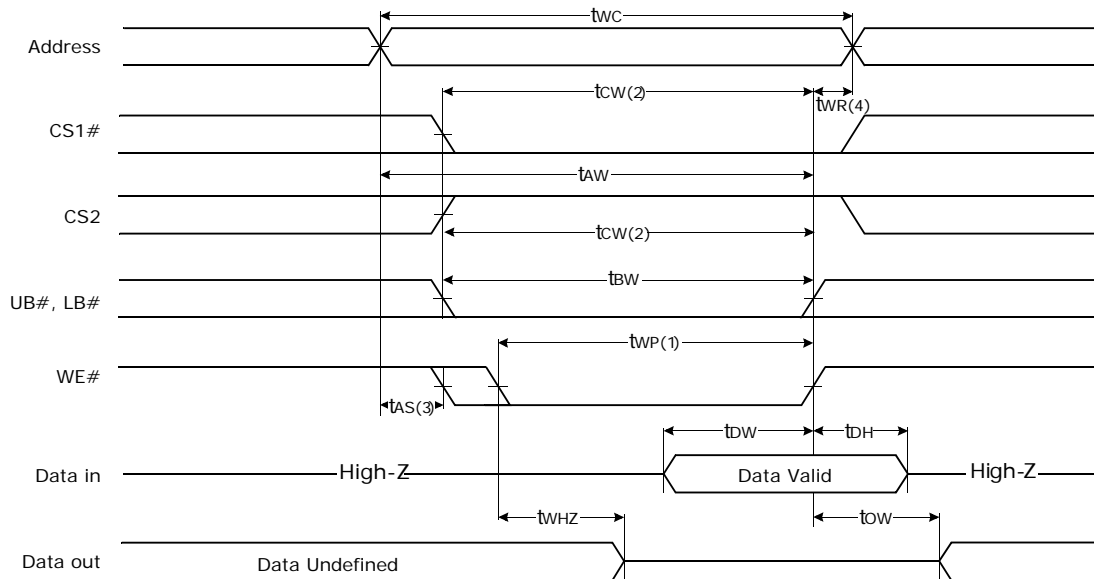 tWC
Address
tCW(2)
tWR(4)
CS1#
tAW
CS2
tCW(2)
tBW
UB#, LB#
tWP(1)
WE#
tAS(3)
tDW
tDH
Data in
High-Z
Data Valid
High-Z
tWHZ
tOW
Data out
Data Undefined